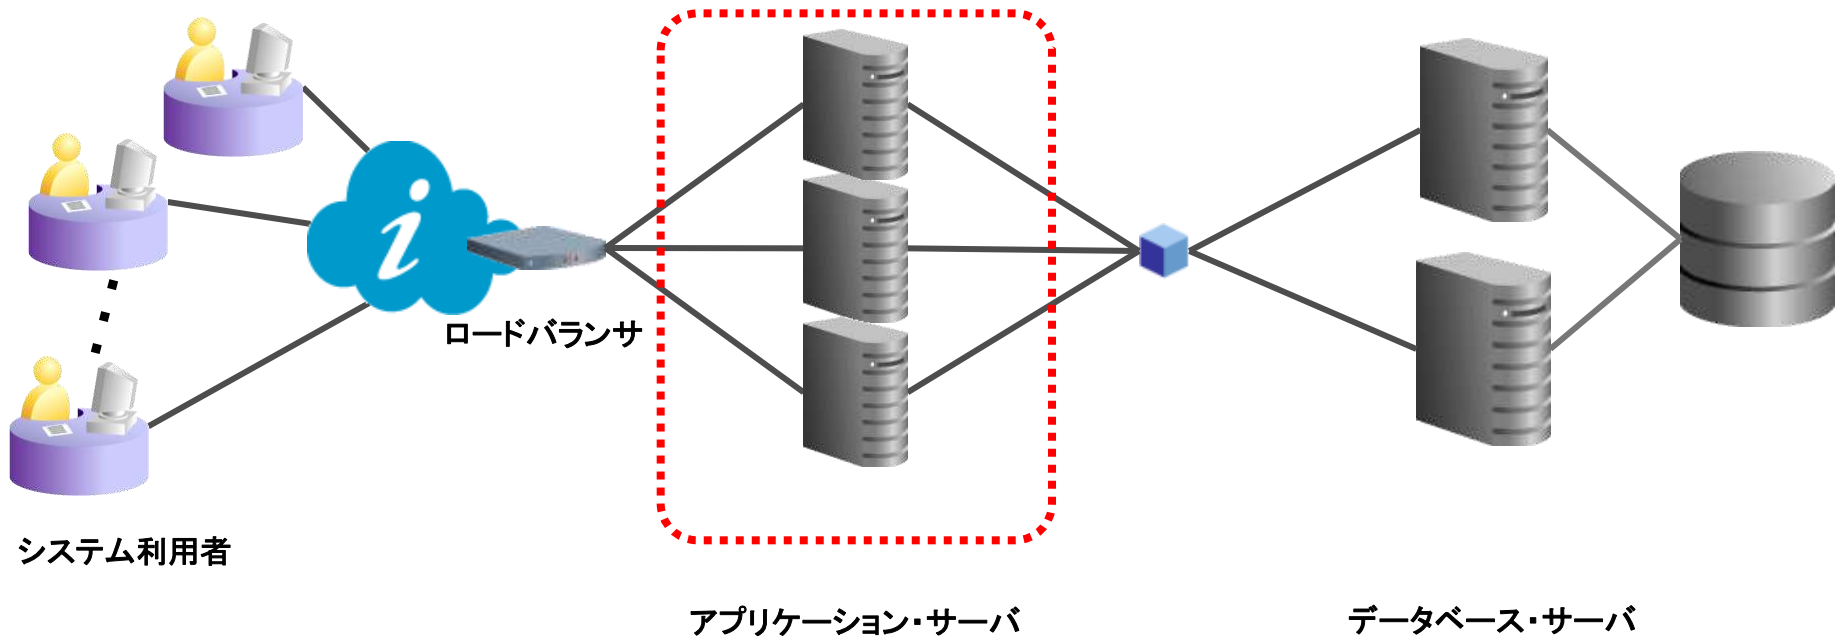 ロードバランサ
システム利用者
アプリケーション・サーバ
データベース・サーバ